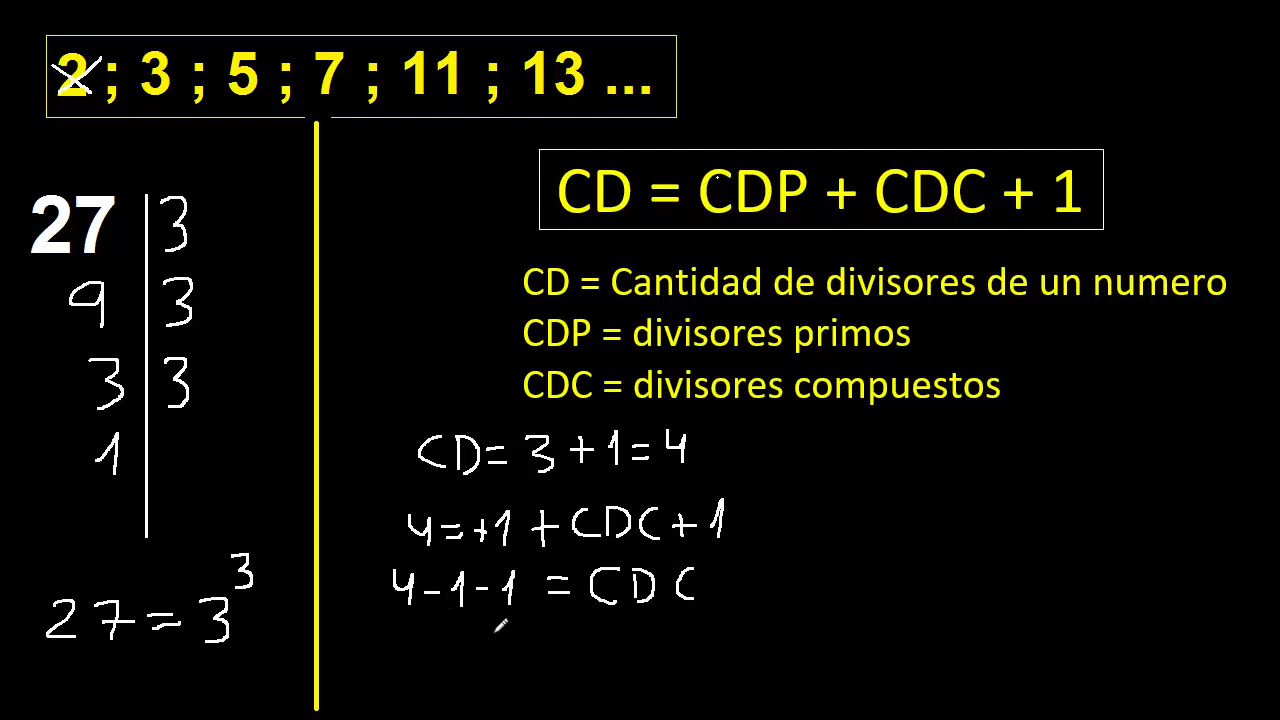 2 ; 3 ; 5 ; 7 ; 11 ; 13 ...
27 3
9 3
3 3
1
27 = 3^3
CD = CDP + CDC + 1
CD = Cantidad de divisores de un numero
CDP = divisores primos
CDC = divisores compuestos
CD = 3 + 1 = 4
4 = +1 + CDC + 1
4 - 1 - 1 = CDC